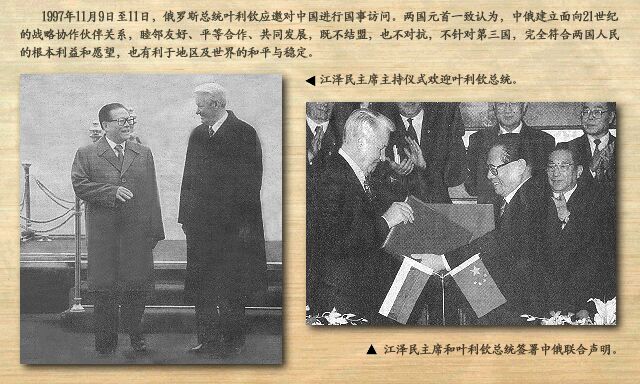 1997年11月9日至11日，俄罗斯总统叶利钦应邀对中国进行国事访问。两国元首一致认为，中俄建立面向21世纪
的战略协作伙伴关系，睦邻友好、平等合作、共同发展，既不结盟，也不对抗，不针对第三国，完全符合两国人民
的根本利益和愿望，也有利于地区及世界的和平与稳定。
◀ 江泽民主席主持仪式欢迎叶利钦总统。
▲ 江泽民主席和叶利钦总统签署中俄联合声明。